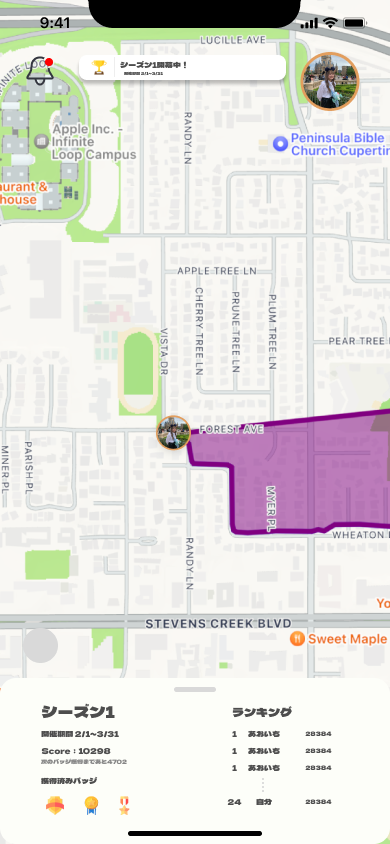 9:41
LUCILLE AVE
INFINITE LOOP
シーズン1開幕中！
開催期間 2/1~3/31
RANDY LN
Apple Inc. -
Infinite
Loop Campus
Peninsula Bible
Church Cupertin
aurant &
house
APPLE TREE LN
CHERRY TREE LN
PRUNE TREE LN
PLUM TREE LN
VISTA DR
PEAR TREE
FOREST AVE
MINER PL
PARISH PL
MYER PL
WHEATON
RANDY LN
Yo
STEVENS CREEK BLVD
Sweet Maple
シーズン1
開催期間 2/1~3/31
Score : 10298
次のバッジ獲得まであと4702
獲得済みバッジ
ランキング
1 あおいち 28384
1 あおいち 28384
1 あおいち 28384
24 自分 28384